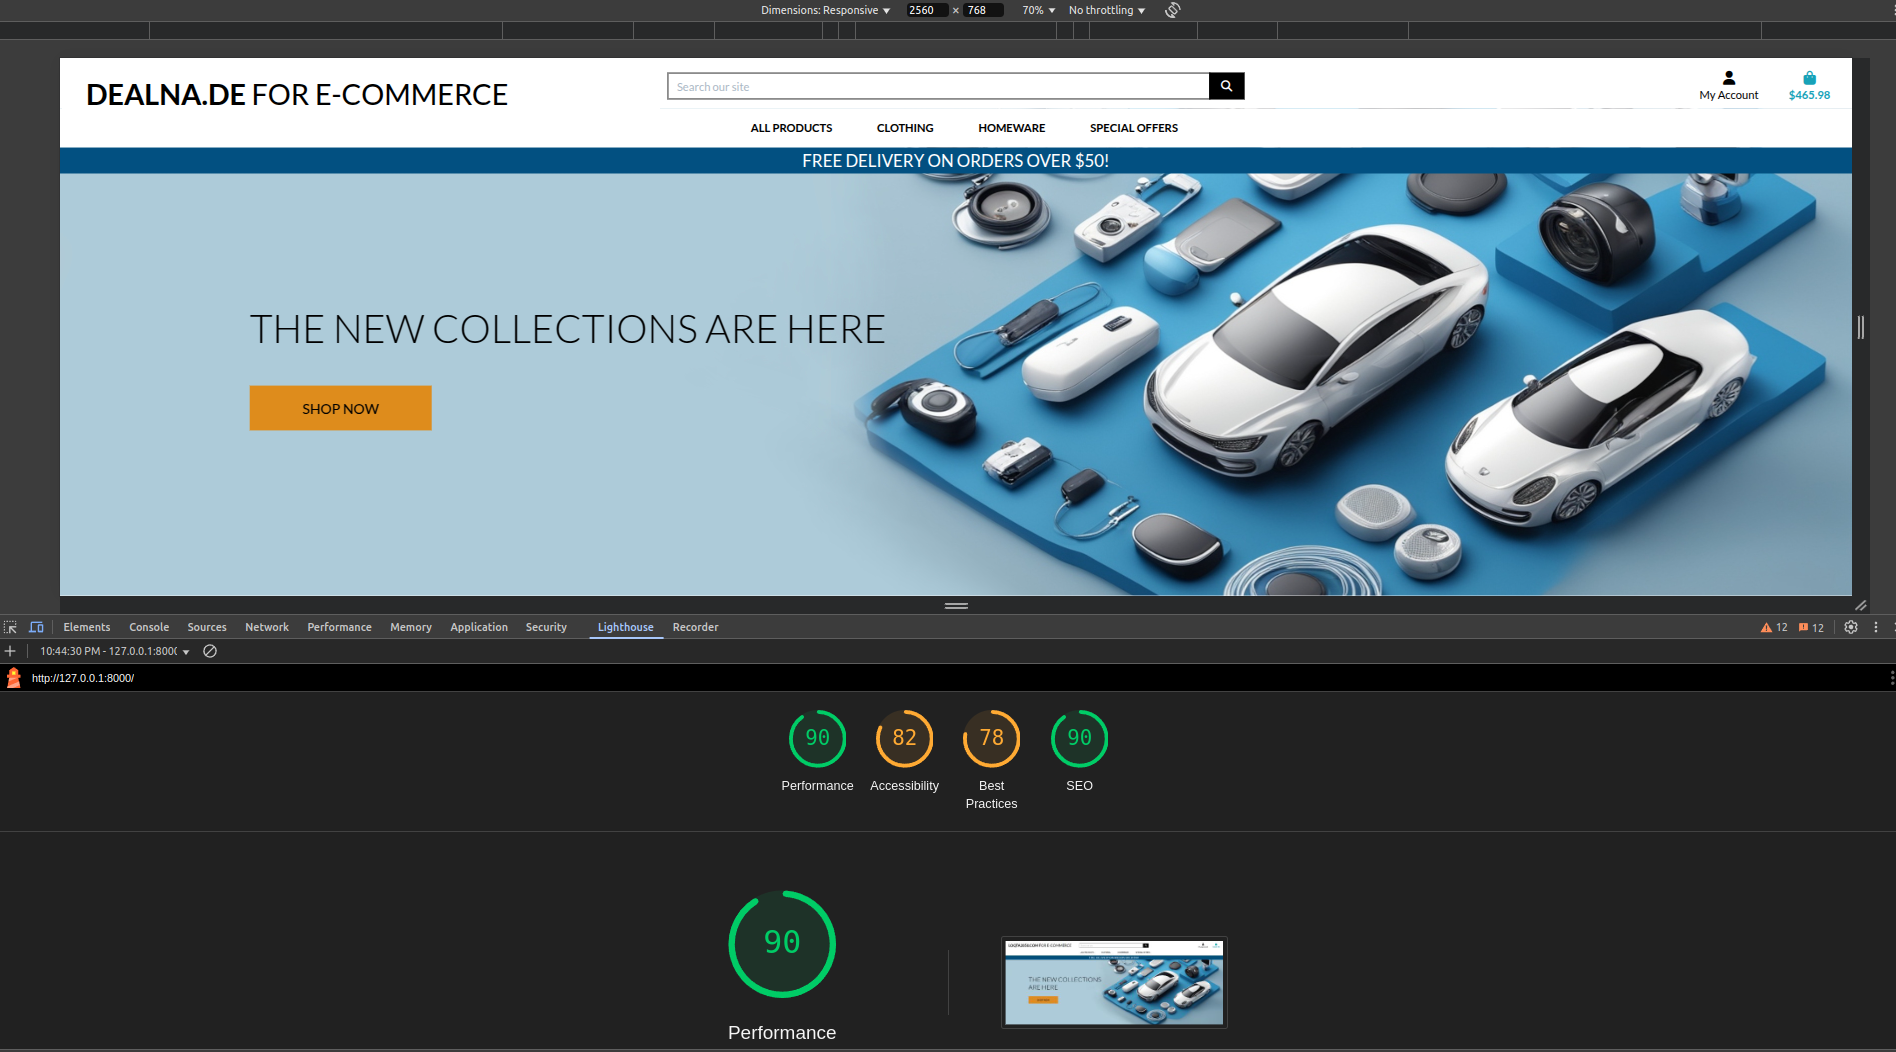 Dimensions: Responsive 2560 × 768 70% No throttling
DEALNA.DE FOR E-COMMERCE
Search our site
My Account
$465.98
ALL PRODUCTS CLOTHING HOMEWARE SPECIAL OFFERS
FREE DELIVERY ON ORDERS OVER $50!
THE NEW COLLECTIONS ARE HERE
SHOP NOW
Elements Console Sources Network Performance Memory Application Security Lighthouse Recorder 12 12
10:44:30 PM - 127.0.0.1:8000
http://127.0.0.1:8000/
90 82 78 90
Performance Accessibility Best Practices SEO
90
THE NEW COLLECTIONS
ARE HERE
Performance